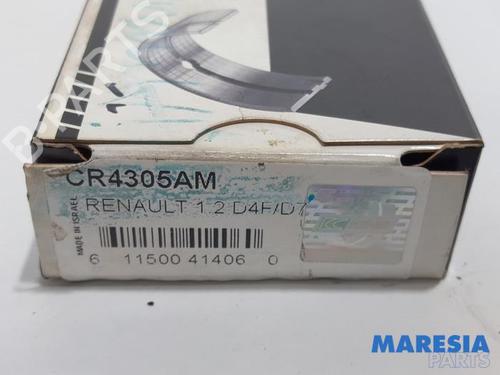 B-PARTS
CR4305AM
RENAULT 1.2 D4F/D7
MADE IN ISRAEL
6 11500 41406 0
MARESIA
PARTS